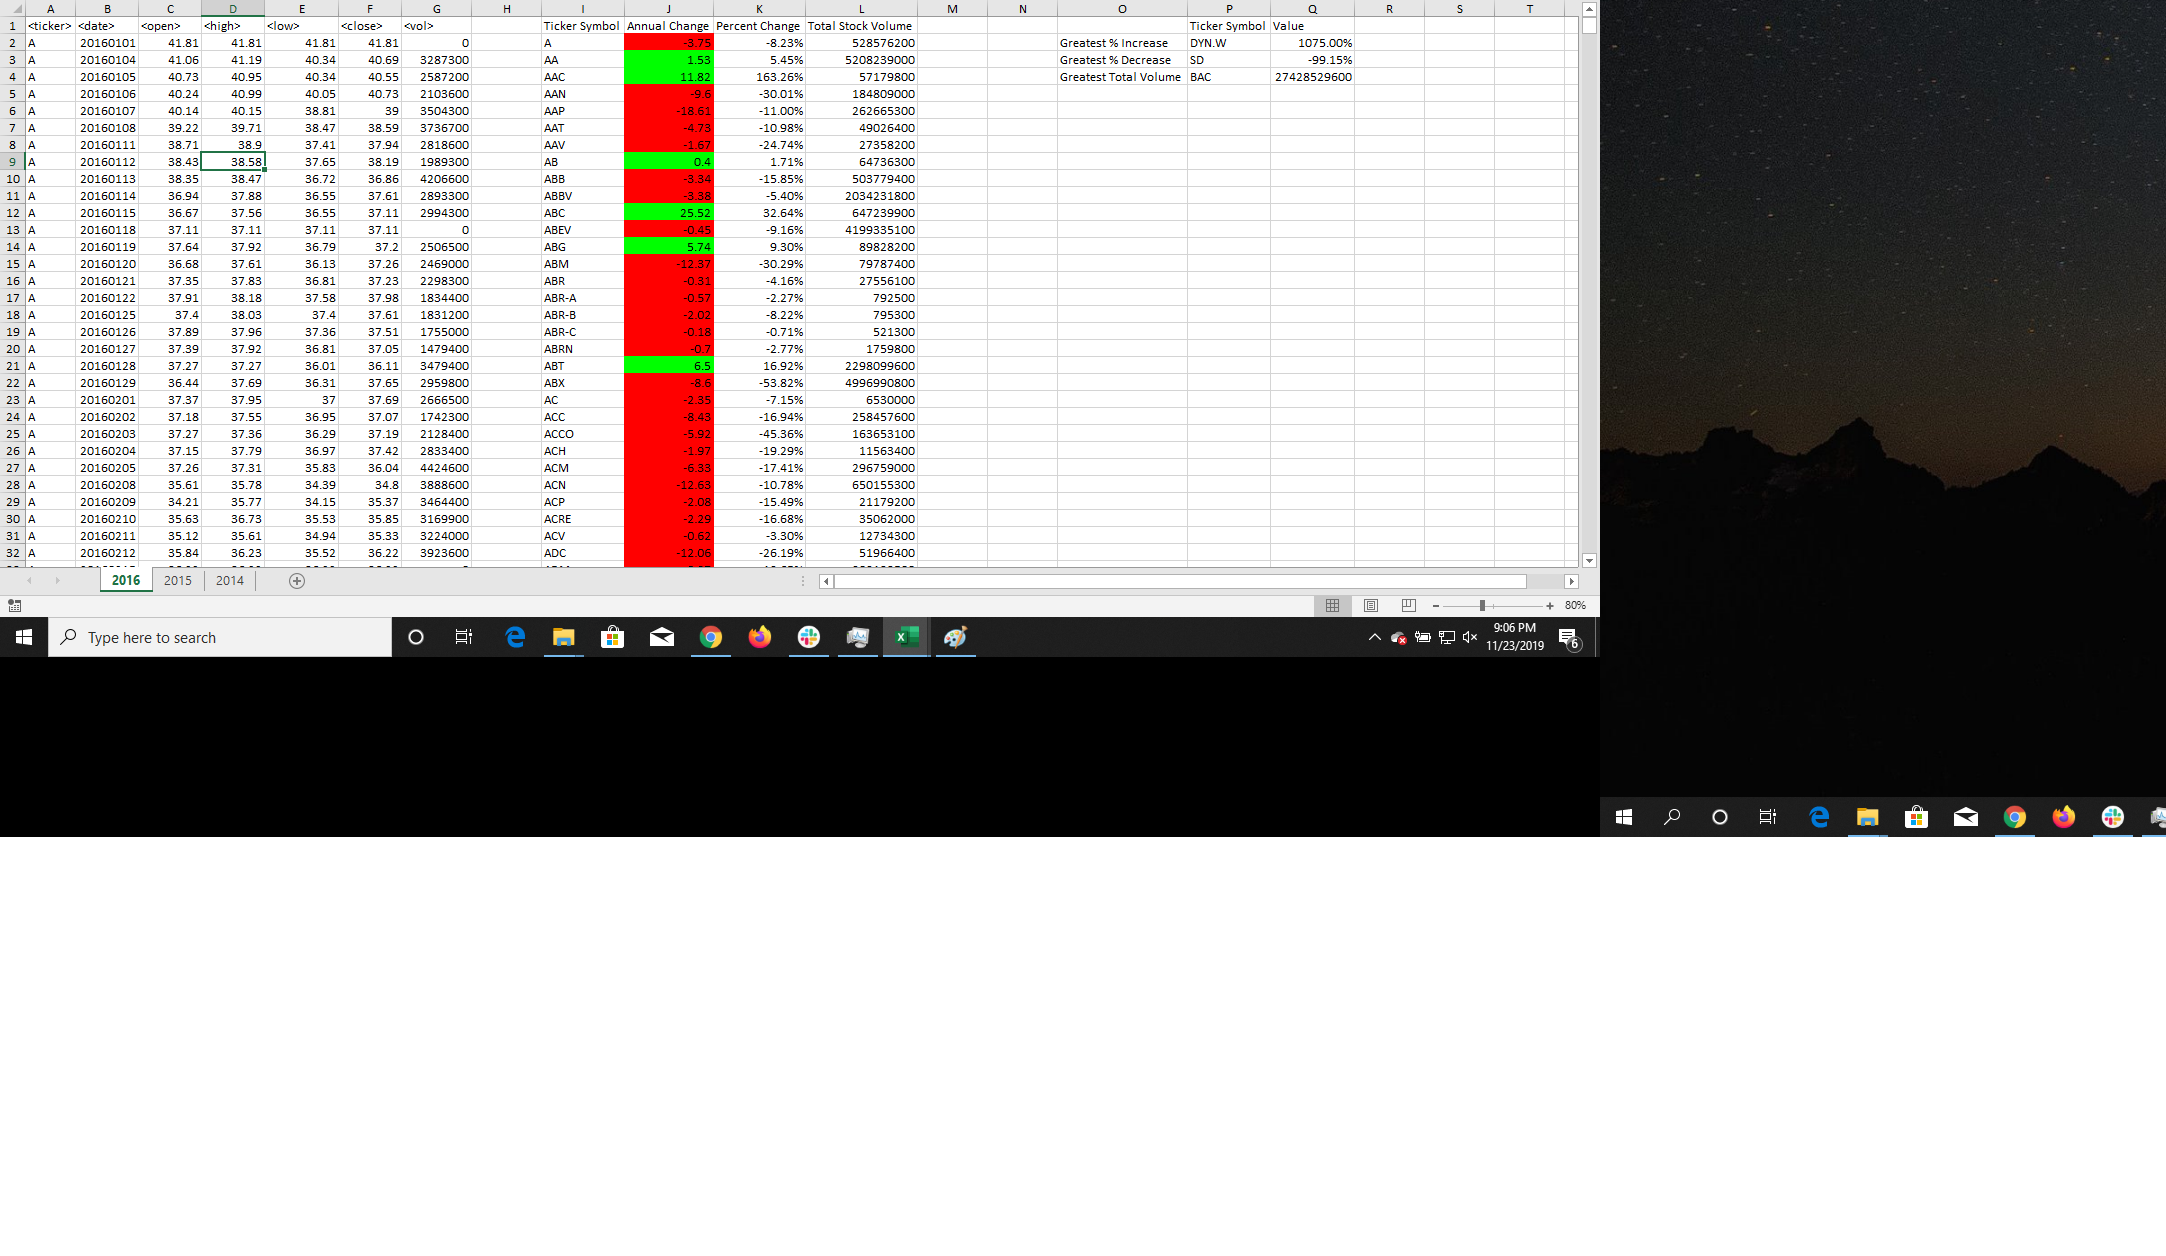 A B C D E F G H I J K L M N O P Q R S T
1 <ticker> <date> <open> <high> <low> <close> <vol> Ticker Symbol Annual Change Percent Change Total Stock Volume Ticker Symbol Value
2 A 20160101 41.81 41.81 41.81 41.81 0 A -3.75 -8.23% 528576200 Greatest % Increase DYN.W 1075.00%
3 A 20160104 41.06 41.19 40.34 40.69 3287300 AA 1.53 5.45% 5208239000 Greatest % Decrease SD -99.15%
4 A 20160105 40.73 40.95 40.34 40.55 2587200 AAC 11.82 163.26% 57179800 Greatest Total Volume BAC 27428529600
5 A 20160106 40.24 40.99 40.05 40.73 2103600 AAN -9.6 -30.01% 184809000
6 A 20160107 40.14 40.15 38.81 39 3504300 AAP -18.61 -11.00% 262665300
7 A 20160108 39.22 39.71 38.47 38.59 3736700 AAT -4.73 -10.98% 49026400
8 A 20160111 38.71 38.9 37.41 37.94 2818600 AAV -1.67 -24.74% 27358200
9 A 20160112 38.43 38.58 37.65 38.19 1989300 AB 0.4 1.71% 64736300
10 A 20160113 38.35 38.47 36.72 36.86 4206600 ABB -3.34 -15.85% 503779400
11 A 20160114 36.94 37.88 36.55 37.61 2893300 ABBV -3.38 -5.40% 2034231800
12 A 20160115 36.67 37.56 36.55 37.11 2994300 ABC 25.52 32.64% 647239900
13 A 20160118 37.11 37.11 37.11 37.11 0 ABEV -0.45 -9.16% 4199335100
14 A 20160119 37.64 37.92 36.79 37.2 2506500 ABG 5.74 9.30% 89828200
15 A 20160120 36.68 37.61 36.13 37.26 2469000 ABM -12.37 -30.29% 79787400
16 A 20160121 37.35 37.83 36.81 37.23 2298300 ABR -0.31 -4.16% 27556100
17 A 20160122 37.91 38.18 37.58 37.98 1834400 ABR-A -0.57 -2.27% 792500
18 A 20160125 37.4 38.03 37.4 37.61 1831200 ABR-B -2.02 -8.22% 795300
19 A 20160126 37.89 37.96 37.36 37.51 1755000 ABR-C -0.18 -0.71% 521300
20 A 20160127 37.39 37.92 36.81 37.05 1479400 ABRN -0.7 -2.77% 1759800
21 A 20160128 37.27 37.27 36.01 36.11 3479400 ABT 6.5 16.92% 2298099600
22 A 20160129 36.44 37.69 36.31 37.65 2959800 ABX -8.6 -53.82% 4996990800
23 A 20160201 37.37 37.95 37 37.69 2666500 AC -2.35 -7.15% 6530000
24 A 20160202 37.18 37.55 36.95 37.07 1742300 ACC -8.43 -16.94% 258457600
25 A 20160203 37.27 37.36 36.29 37.19 2128400 ACCO -5.92 -45.36% 163653100
26 A 20160204 37.15 37.79 36.97 37.42 2833400 ACH -1.97 -19.29% 11563400
27 A 20160205 37.26 37.31 35.83 36.04 4424600 ACM -6.33 -17.41% 296759000
28 A 20160208 35.61 35.78 34.39 34.8 3888600 ACN -12.63 -10.78% 650155300
29 A 20160209 34.21 35.77 34.15 35.37 3464400 ACP -2.08 -15.49% 21179200
30 A 20160210 35.63 36.73 35.53 35.85 3169900 ACRE -2.29 -16.68% 35062000
31 A 20160211 35.12 35.61 34.94 35.33 3224000 ACV -0.62 -3.30% 12734300
32 A 20160212 35.84 36.23 35.52 36.22 3923600 ADC -12.06 -26.19% 51966400
2016 2015 2014
80%
Type here to search
9:06 PM
11/23/2019
6